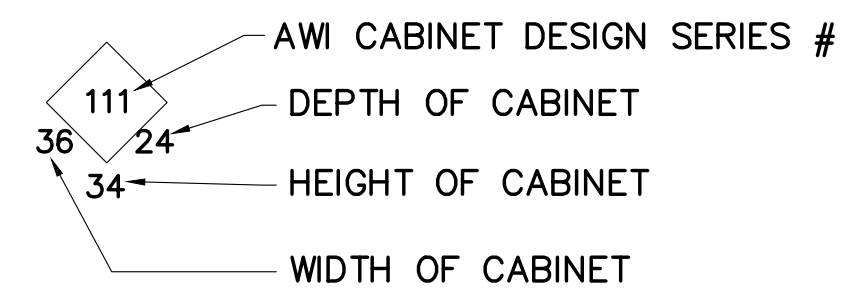 AWI CABINET DESIGN SERIES #
111
DEPTH OF CABINET
36 24
34 HEIGHT OF CABINET
WIDTH OF CABINET